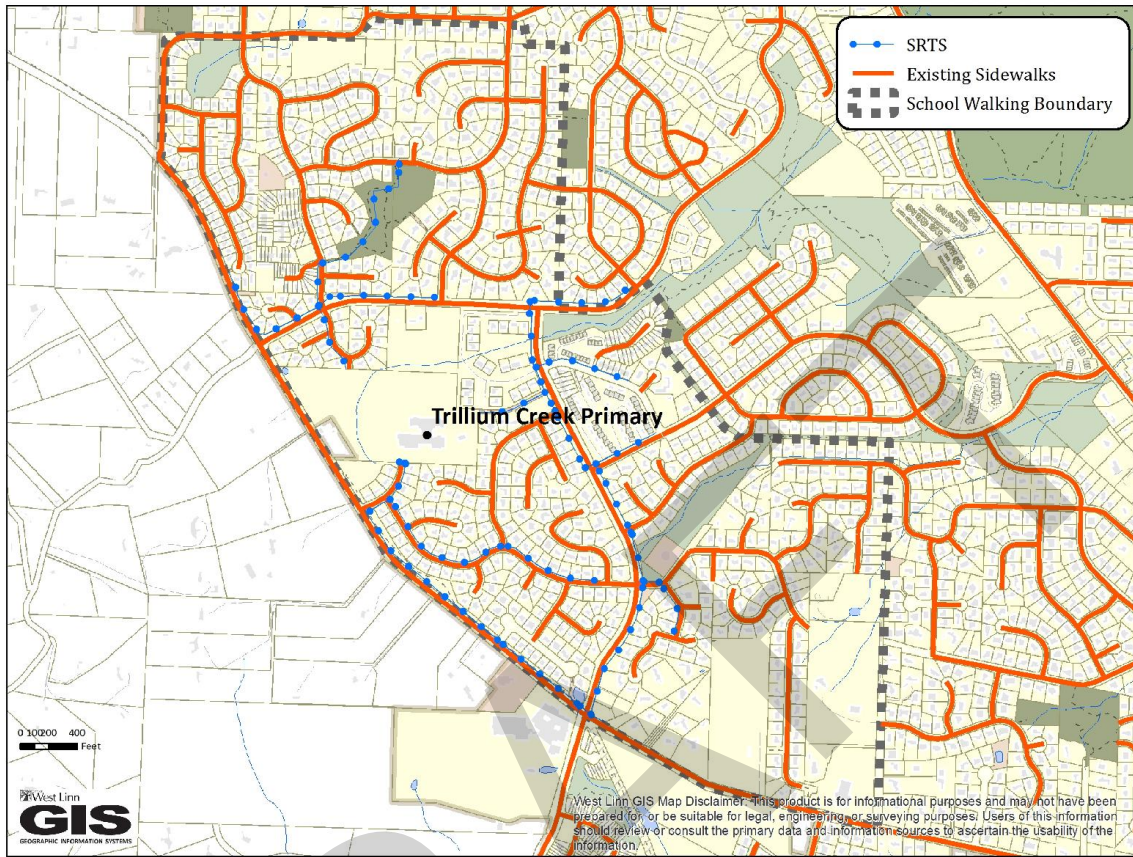 SRTS
Existing Sidewalks
School Walking Boundary
Trillium Creek Primary
0 100200 400
Feet
West Linn
GIS
GEOGRAPHIC INFORMATION SYSTEMS
West Linn GIS Map Disclaimer: This product is for informational purposes and may not have been
prepared for or be suitable for legal, engineering, or surveying purposes. Users of this information
should review or consult the primary data and information sources to ascertain the usability of the
information.